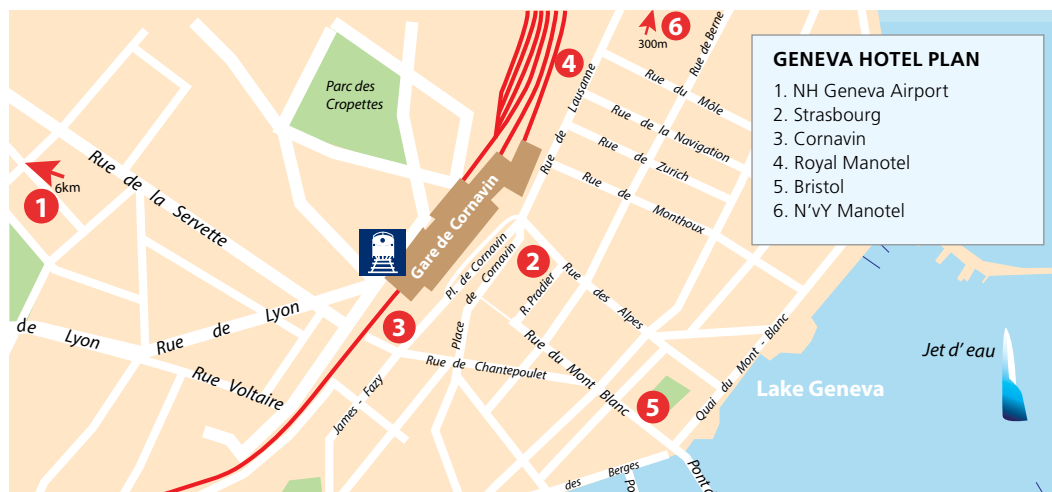 GENEVA HOTEL PLAN
1. NH Geneva Airport
2. Strasbourg
3. Cornavin
4. Royal Manotel
5. Bristol
6. N'vY Manotel
6
300m
4
Parc des
Cropettes
Rue de Berne
Rue du Môle
Rue de Lausanne
Rue de la Navigation
Rue de Zurich
Rue de Monthoux
Rue de la Servette
6km
1
Gare de Cornavin
Pl. de Cornavin
Place de Cornavin
2
R. Pradier
Rue des Alpes
3
de Lyon
Rue de Lyon
Rue Voltaire
James - Fazy
Rue de Chantepoulet
Rue du Mont Blanc
5
Quai du Mont - Blanc
Jet d' eau
Lake Geneva
des Berges
Pont d